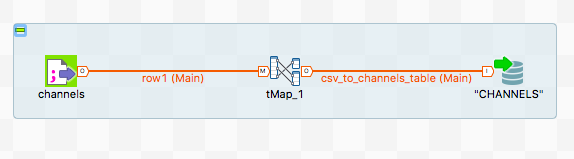 O
row1 (Main)
M
O
csv_to_channels_table (Main)
I
channels
tMap_1
"CHANNELS"